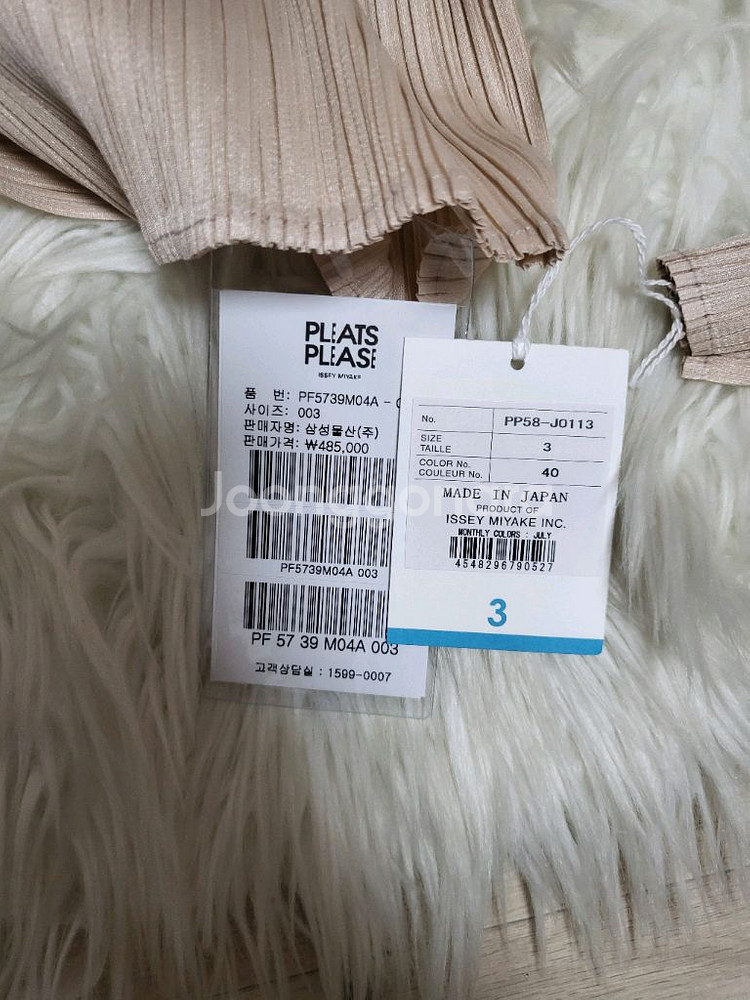 PLEATS
PLEASE
ISSEY MIYAKE
품 번: PF5739M04A -
사이즈: 003
판매자명: 삼성물산(주)
판매가격: ₩485,000
PF5739M04A 003
PF 57 39 M04A 003
고객상담실 : 1599-0007
No. PP58-J0113
SIZE
TAILLE 3
COLOR No.
COULEUR No. 40
MADE IN JAPAN
PRODUCT OF
ISSEY MIYAKE INC.
MONTHLY COLORS : JULY
4548296790527
3